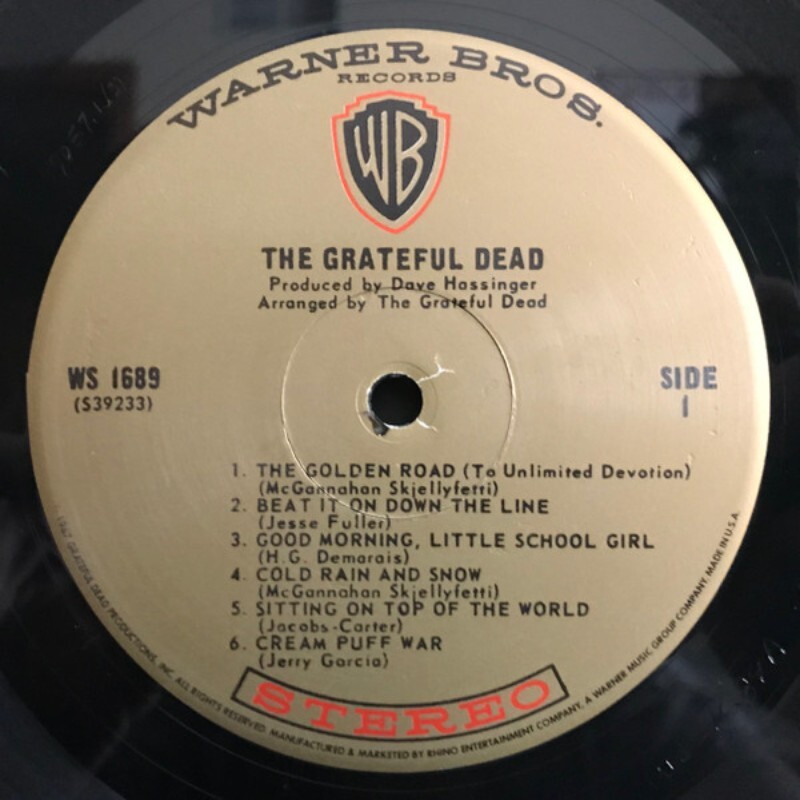 WARNER BROS.
RECORDS
WB
THE GRATEFUL DEAD
Produced by Dave Hassinger
Arranged by The Grateful Dead
WS 1689
(S39233)
SIDE
1
1. THE GOLDEN ROAD (To Unlimited Devotion)
(McGannahan Skjellyfetti)
2. BEAT IT ON DOWN THE LINE
(Jesse Fuller)
3. GOOD MORNING, LITTLE SCHOOL GIRL
(H.G. Demarais)
4. COLD RAIN AND SNOW
(McGannahan Skjellyfetti)
5. SITTING ON TOP OF THE WORLD
(Jacobs-Carter)
6. CREAM PUFF WAR
(Jerry Garcia)
STEREO
1967 GRATEFUL DEAD PRODUCTIONS, INC. ALL RIGHTS RESERVED. MANUFACTURED & MARKETED BY RHINO ENTERTAINMENT COMPANY, A WARNER MUSIC GROUP COMPANY. MADE IN U.S.A.